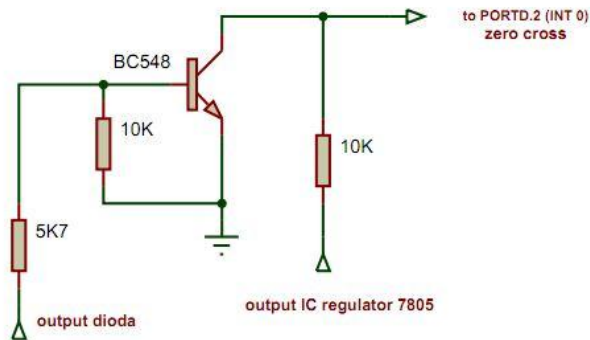 to PORTD.2 (INT 0)
zero cross
BC548
10K
10K
5K7
output IC regulator 7805
output dioda